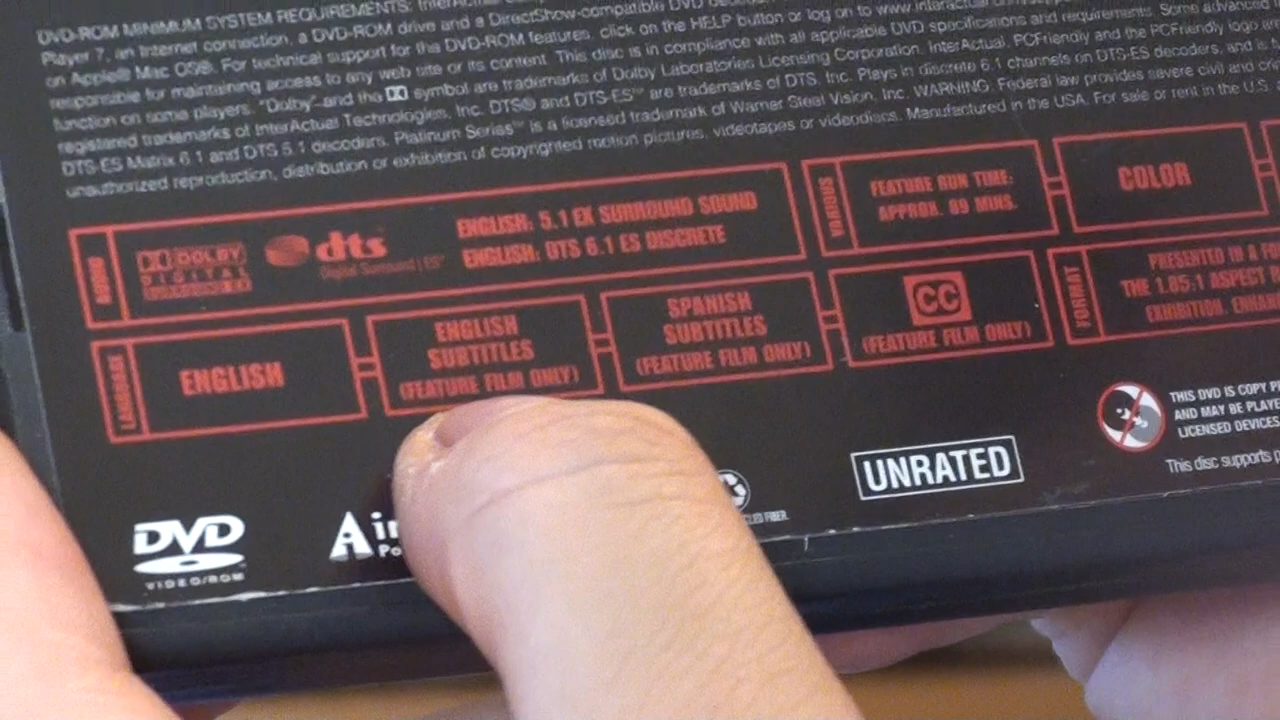 DVD-ROM MINIMUM SYSTEM REQUIREMENTS:
Player 7, an Internet connection, a DVD-ROM drive and a DirectShow-compatible DVD
on Apple® Mac OS®. For technical support for the DVD-ROM features, click on the HELP button or log on to
responsible for maintaining access to any web site or its content. This disc is in compliance with all applicable DVD specifications and requirements. Some advanced
function on some players. "Dolby" and the symbol are trademarks of Dolby Laboratories Licensing Corporation. InterActual, PCFriendly and the PCFriendly logo
registered trademarks of InterActual Technologies, Inc. DTS® and DTS-ES™ are trademarks of DTS, Inc. Plays in discrete 6.1 channels on DTS-ES decoders, and
DTS-ES Matrix 6.1 and DTS 5.1 decoders. Platinum Series™ is a licensed trademark of Warner Steel Vision, Inc. WARNING: Federal law provides severe civil and
unauthorized reproduction, distribution or exhibition of copyrighted motion pictures, videotapes or videodiscs. Manufactured in the USA. For sale or rent in the U.S.
AUDIO
DOLBY
DIGITAL
SURROUND EX
dts
Digital Surround | ES™
ENGLISH: 5.1 EX SURROUND SOUND
ENGLISH: DTS 6.1 ES DISCRETE
VARIOUS
FEATURE RUN TIME:
APPROX. 89 MINS.
COLOR
LANGUAGE
ENGLISH
ENGLISH
SUBTITLES
(FEATURE FILM ONLY)
SPANISH
SUBTITLES
(FEATURE FILM ONLY)
CC
(FEATURE FILM ONLY)
FORMAT
PRESENTED IN A
THE 1.85:1 ASPECT
EXHIBITION.
DVD
VIDEO/ROM
UNRATED
FIBER.
THIS DVD IS COPY
AND MAY BE
LICENSED DEVICES
This disc supports